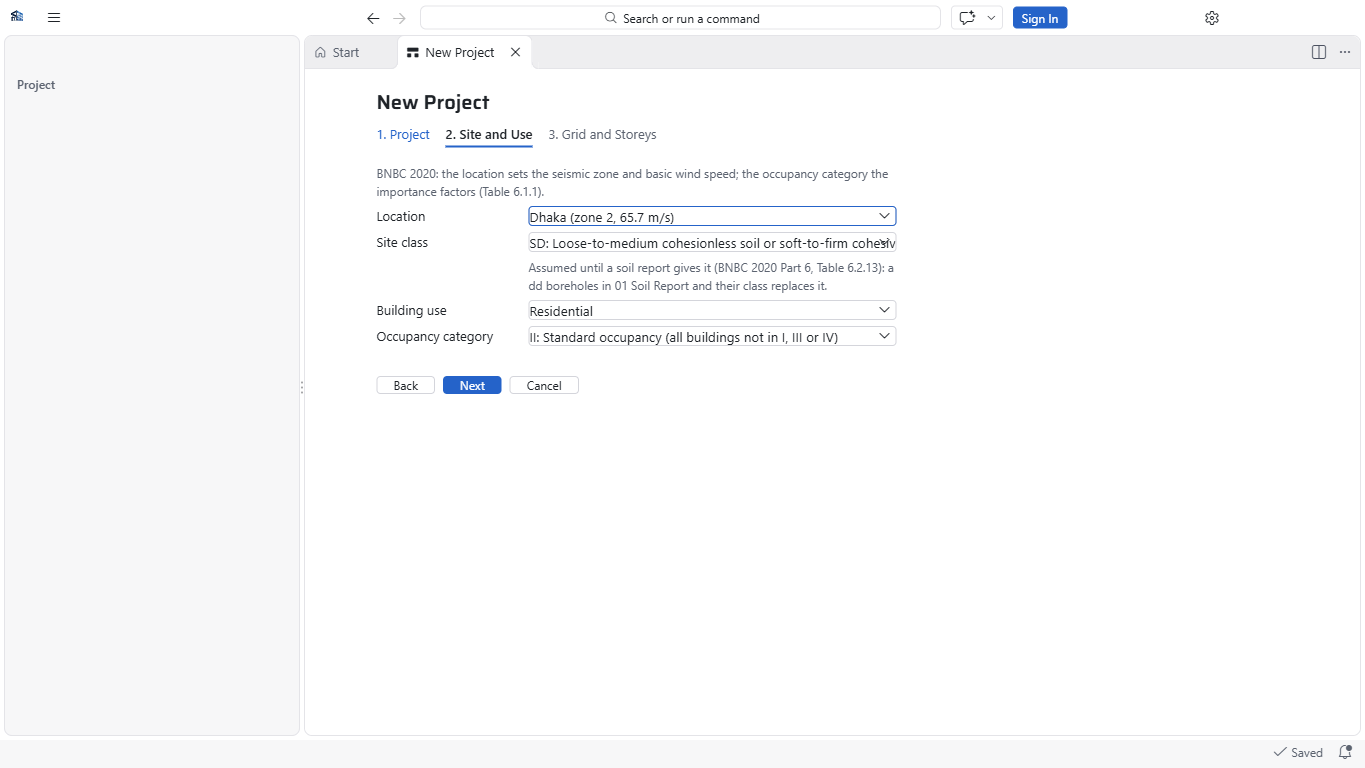 Search or run a command
Sign In
Start
New Project
Project
New Project
1. Project
2. Site and Use
3. Grid and Storeys
BNBC 2020: the location sets the seismic zone and basic wind speed; the occupancy category the
importance factors (Table 6.1.1).
Location
Dhaka (zone 2, 65.7 m/s)
Site class
SD: Loose-to-medium cohesionless soil or soft-to-firm cohesiv
Assumed until a soil report gives it (BNBC 2020 Part 6, Table 6.2.13): a
dd boreholes in 01 Soil Report and their class replaces it.
Building use
Residential
Occupancy category
II: Standard occupancy (all buildings not in I, III or IV)
Back
Next
Cancel
Saved